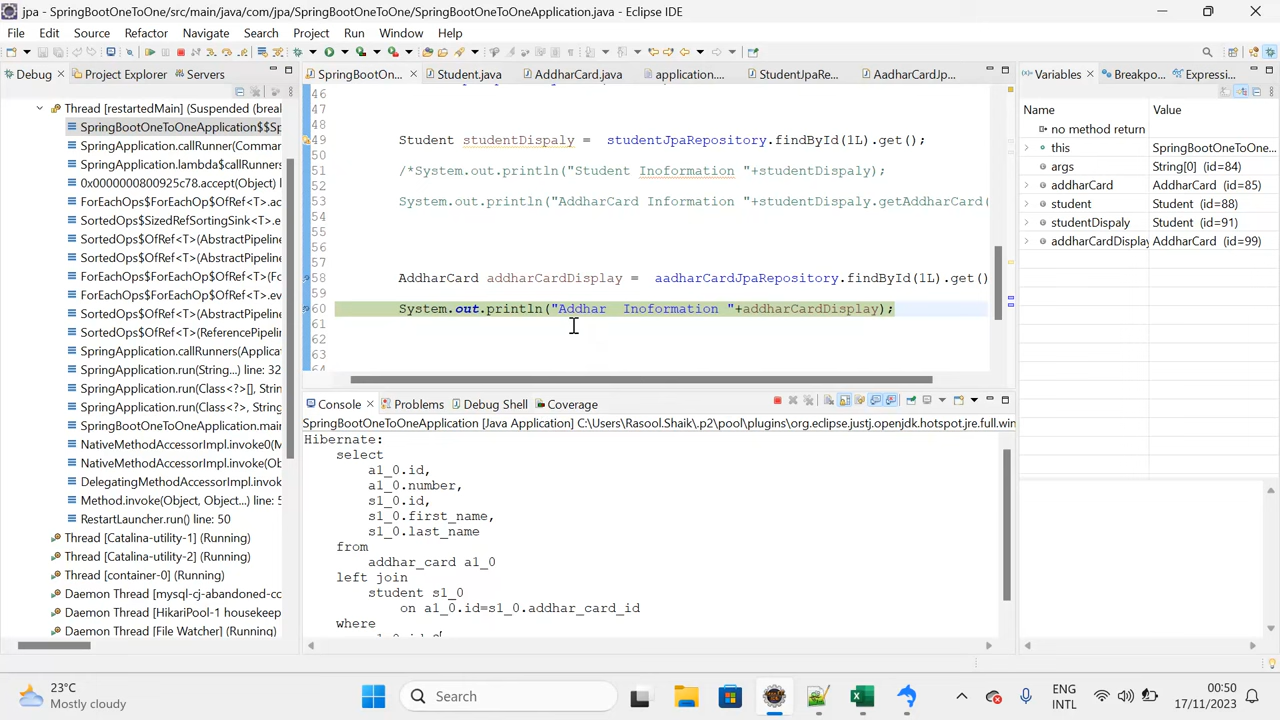 jpa - SpringBootOneToOne/src/main/java/com/jpa/SpringBootOneToOne/SpringBootOneToOneApplication.java - Eclipse IDE
File Edit Source Refactor Navigate Search Project Run Window Help
Debug Project Explorer Servers
Thread [restartedMain] (Suspended (brea
SpringBootOneToOneApplication$$Sp
SpringApplication.callRunner(Comma
SpringApplication.lambda$callRunners
0x0000000800925c78.accept(Object) l
ForEachOps$ForEachOp$OfRef<T>.ac
SortedOps$SizedRefSortingSink<T>.e
SortedOps$OfRef<T>(AbstractPipeline
SortedOps$OfRef<T>(AbstractPipeline
ForEachOps$ForEachOp<T>(Fo
ForEachOps$ForEachOp$OfRef<T>.ev
SortedOps$OfRef<T>(AbstractPipeline
SortedOps$OfRef<T>(ReferencePipelin
SpringApplication.callRunners(Applica
SpringApplication.run(String...) line: 32
SpringApplication.run(Class<?>[], String
SpringApplication.run(Class<?>, String
SpringBootOneToOneApplication.main
NativeMethodAccessorImpl.invoke0(M
NativeMethodAccessorImpl.invoke(Ob
DelegatingMethodAccessorImpl.invok
Method.invoke(Object, Object...) line: 5
RestartLauncher.run() line: 50
Thread [Catalina-utility-1] (Running)
Thread [Catalina-utility-2] (Running)
Thread [container-0] (Running)
Daemon Thread [mysql-cj-abandoned-cc
Daemon Thread [HikariPool-1 housekeep
Daemon Thread [File Watcher] (Running)
SpringBootOn... Student.java AddharCard.java application.... StudentJpaRe... AadharCardJp...
46
47
48
49 Student studentDispaly = studentJpaRepository.findById(1L).get();
50
51 /*System.out.println("Student Inoformation "+studentDispaly);
52
53 System.out.println("AddharCard Information "+studentDispaly.getAddharCard(
54
55
56
57
58 AddharCard addharCardDisplay = aadharCardJpaRepository.findById(1L).get()
59
60 System.out.println("Addhar  Inoformation "+addharCardDisplay);
61
62
63
64
Console Problems Debug Shell Coverage
SpringBootOneToOneApplication [Java Application] C:\Users\Rasool.Shaik\.p2\pool\plugins\org.eclipse.justj.openjdk.hotspot.jre.full.win
Hibernate:
select
a1_0.id,
a1_0.number,
s1_0.id,
s1_0.first_name,
s1_0.last_name
from
addhar_card a1_0
left join
student s1_0
on a1_0.id=s1_0.addhar_card_id
where
Variables Breakpo... Expressi...
Name Value
no method return
this SpringBootOneToOne...
args String[0] (id=84)
addharCard AddharCard (id=85)
student Student (id=88)
studentDispaly Student (id=91)
addharCardDisplay AddharCard (id=99)
23°C
Mostly cloudy
Search
ENG
INTL
00:50
17/11/2023